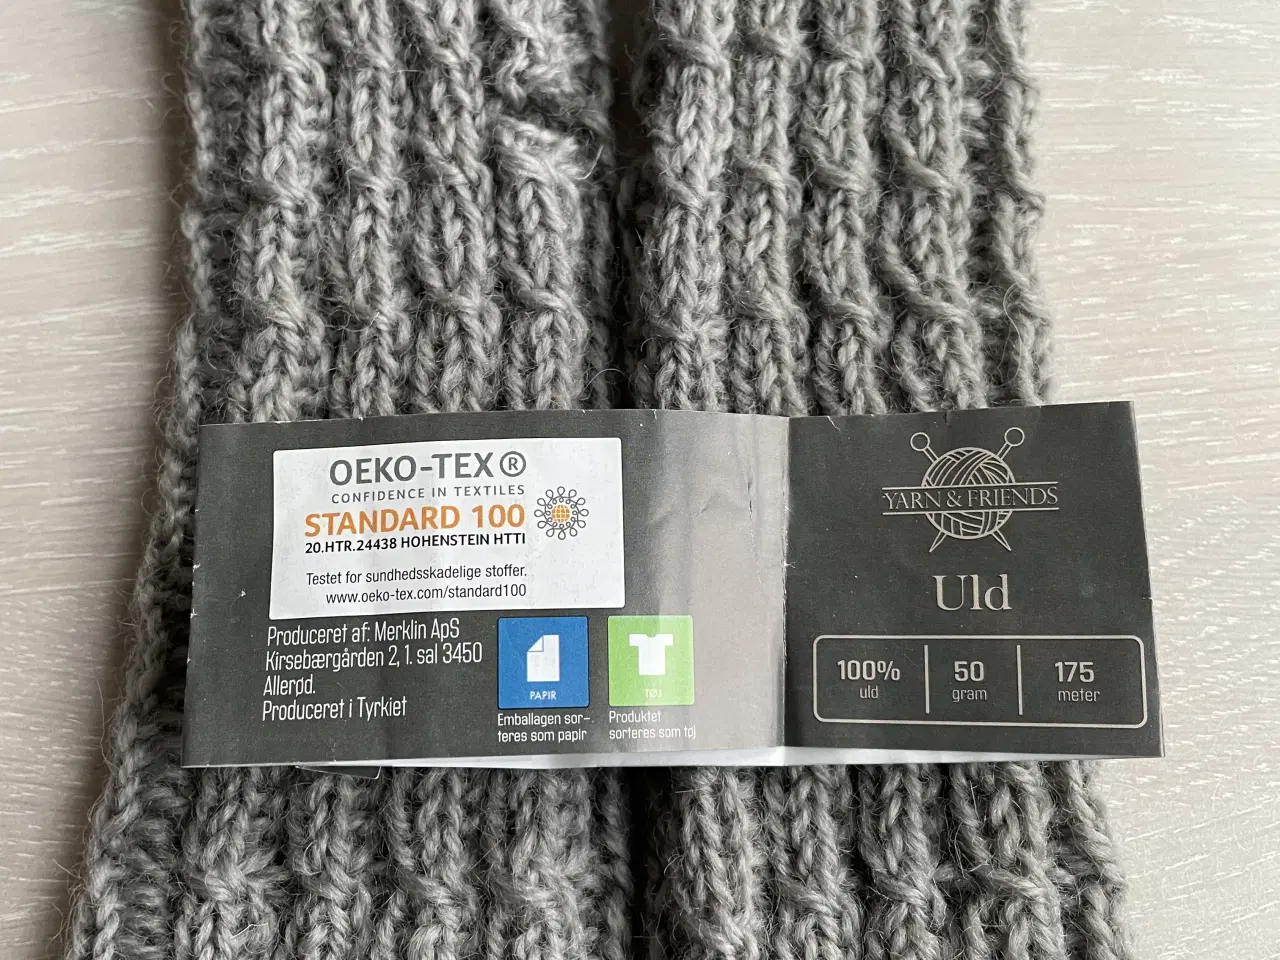 OEKO-TEX®
CONFIDENCE IN TEXTILES
STANDARD 100
20.HTR.24438 HOHENSTEIN HTTI
Testet for sundhedsskadelige stoffer.
www.oeko-tex.com/standard100
Produceret af: Merklin ApS
Kirsebærgården 2, 1. sal 3450
Allerød.
Produceret i Tyrkiet
PAPIR
Emballagen sor-
teres som papir
TØJ
Produktet
sorteres som tøj
YARN & FRIENDS
Uld
100%
uld
50
gram
175
meter